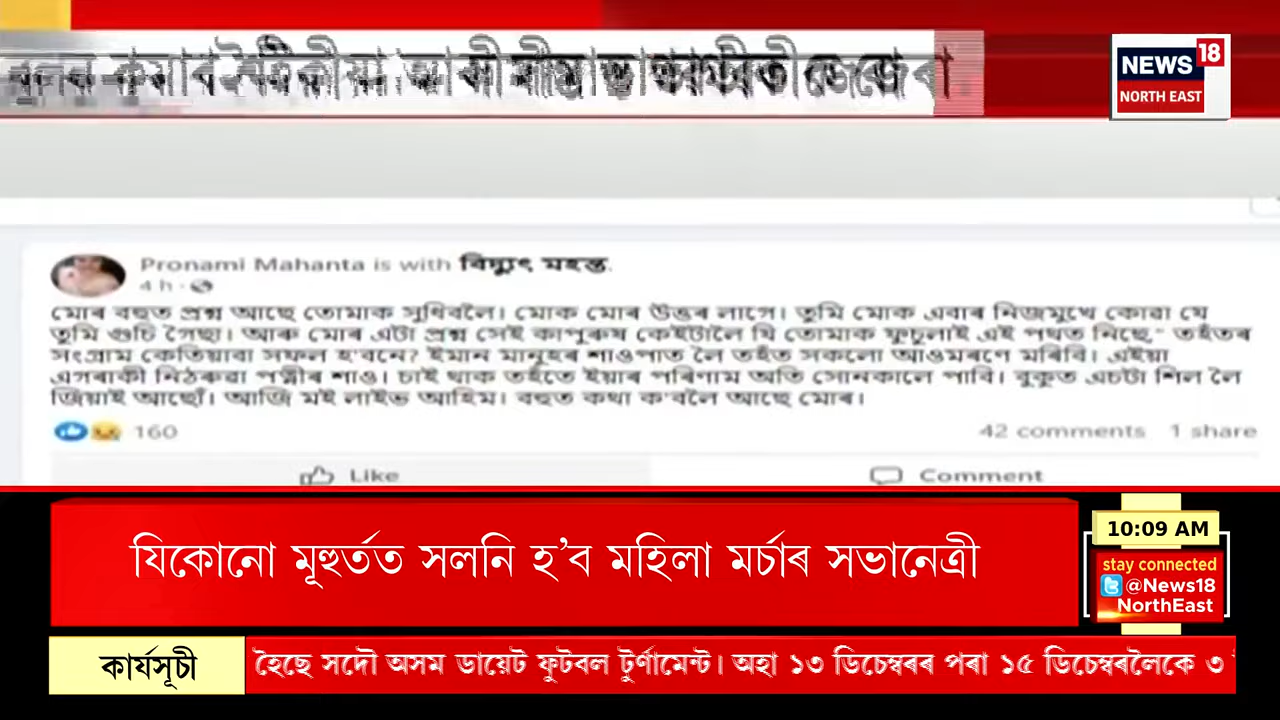 NEWS 18
NORTH EAST
Pronami Mahanta is with বিদ্যুৎ মহন্ত.
4 h
মোৰ বহুত প্ৰশ্ন আছে তোমাক সুধিবলৈ। মোক মোৰ উত্তৰ লাগে। তুমি মোক এবাৰ নিজমুখে কোৱা যে
তুমি গুচি গৈছা। আৰু মোৰ এটা প্ৰশ্ন সেই কাপুৰুষ কেইটালৈ যি তোমাক ফুচুলাই এই পথত নিছে," তহঁতৰ
সংগ্ৰাম কেতিয়াবা সফল হ'বনে? ইমান মানুহৰ শাওপাত লৈ তহঁত সকলো আওমৰণে মৰিবি। এইয়া
এগৰাকী নিঠৰুৱা পত্নীৰ শাও। চাই থাক তহঁতে ইয়াৰ পৰিণাম অতি সোনকালে পাবি। বুকুত এচটা শিল লৈ
জিয়াই আছোঁ। আজি মই লাইভ আহিম। বহুত কথা ক'বলৈ আছে মোৰ।
160 42 comments 1 share
Like Comment
যিকোনো মূহুৰ্তত সলনি হ'ব মহিলা মৰ্চাৰ সভানেত্ৰী
10:09 AM
stay connected
@News18
NorthEast
কাৰ্যসূচী
হৈছে সদৌ অসম ডায়েট ফুটবল টুৰ্ণামেন্ট। অহা ১৩ ডিচেম্বৰৰ পৰা ১৫ ডিচেম্বৰলৈকে ৩